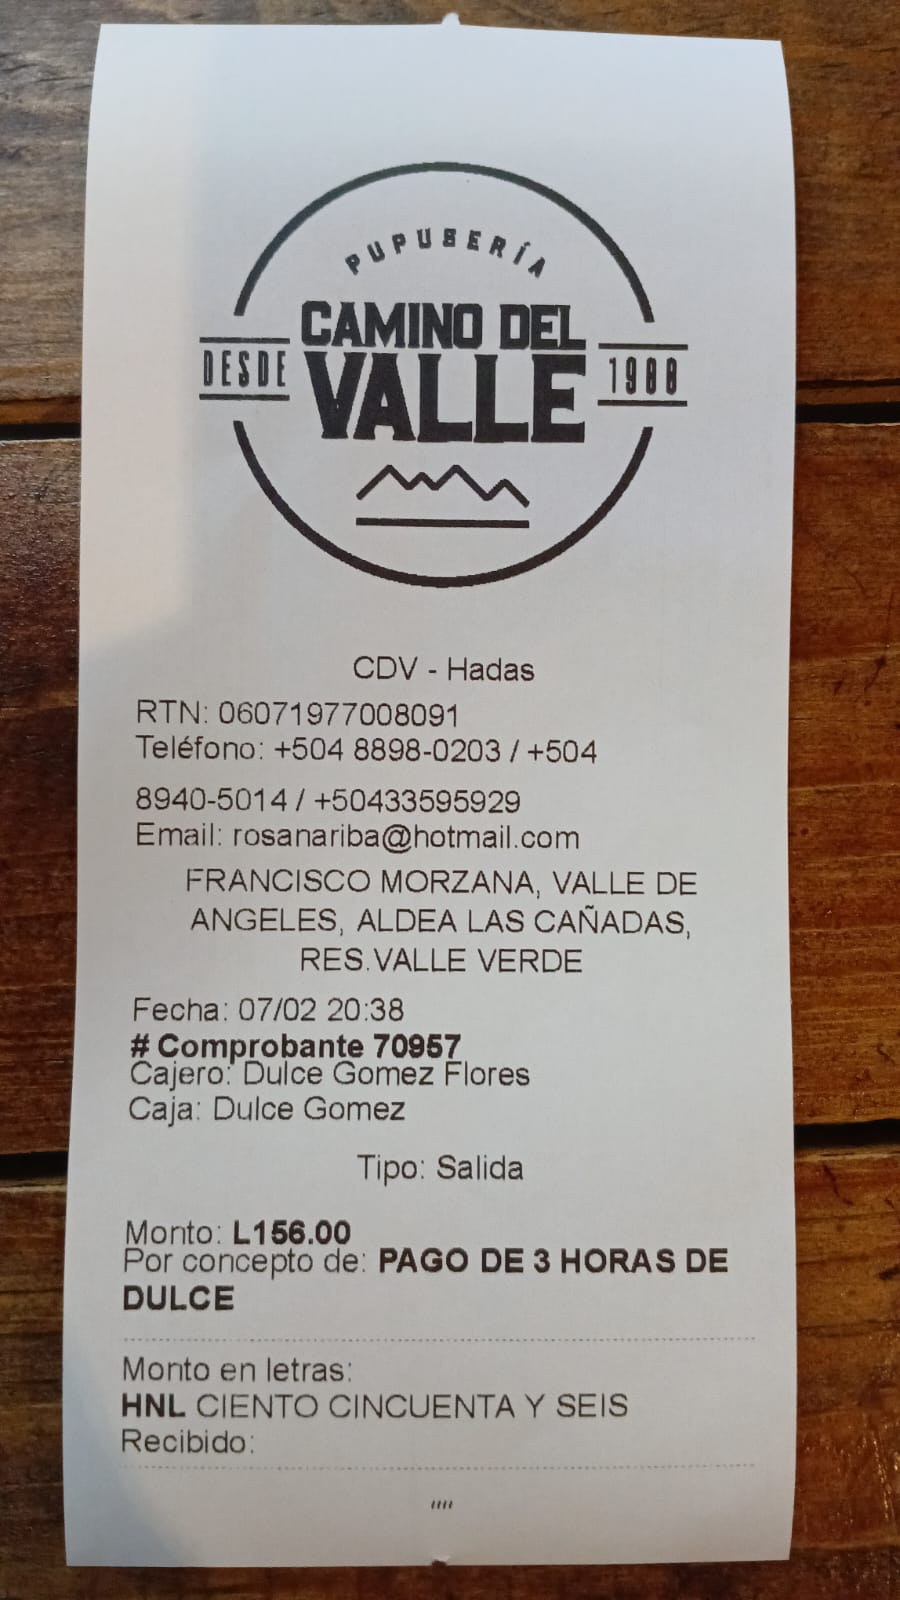 PUPUSERÍA
CAMINO DEL
DESDE VALLE 1988
CDV - Hadas
RTN: 06071977008091
Teléfono: +504 8898-0203 / +504
8940-5014 / +50433595929
Email: rosanariba@hotmail.com
FRANCISCO MORZANA, VALLE DE
ANGELES, ALDEA LAS CAÑADAS,
RES.VALLE VERDE
Fecha: 07/02 20:38
# Comprobante 70957
Cajero: Dulce Gomez Flores
Caja: Dulce Gomez
Tipo: Salida
Monto: L156.00
Por concepto de: PAGO DE 3 HORAS DE
DULCE
Monto en letras:
HNL CIENTO CINCUENTA Y SEIS
Recibido:
////